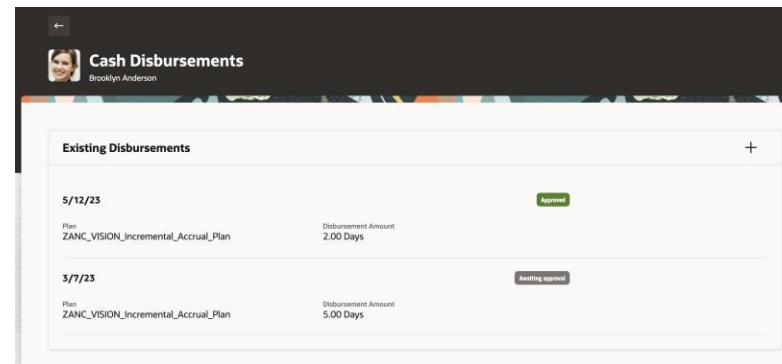 Cash Disbursements
Brooklyn Anderson
Existing Disbursements
5/12/23
Approved
Plan
Disbursement Amount
ZANC_VISION_Incremental_Accrual_Plan
2.00 Days
3/7/23
Awaiting approval
Plan
Disbursement Amount
ZANC_VISION_Incremental_Accrual_Plan
5.00 Days